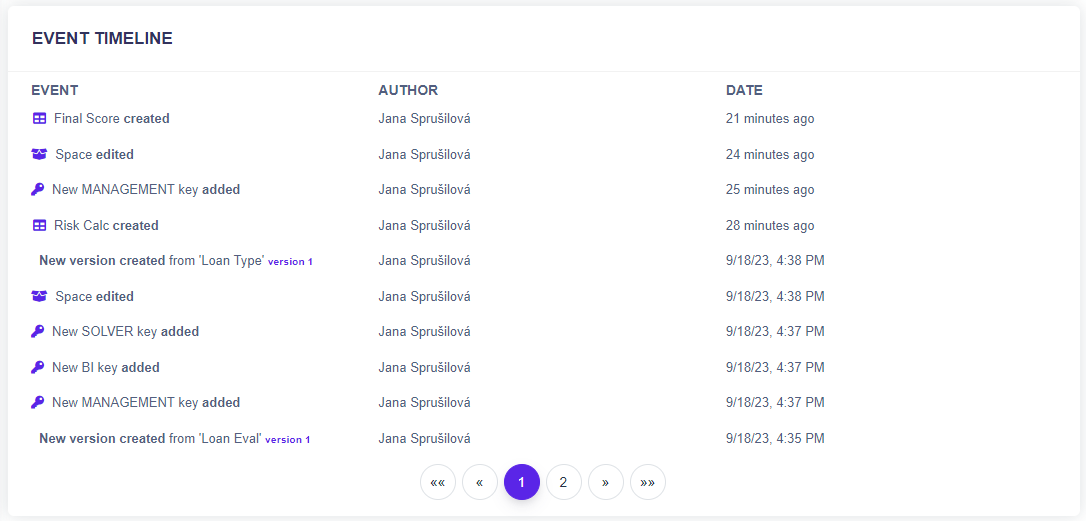 EVENT TIMELINE
EVENT AUTHOR DATE
Final Score created Jana Sprušilová 21 minutes ago
Space edited Jana Sprušilová 24 minutes ago
New MANAGEMENT key added Jana Sprušilová 25 minutes ago
Risk Calc created Jana Sprušilová 28 minutes ago
New version created from 'Loan Type' version 1 Jana Sprušilová 9/18/23, 4:38 PM
Space edited Jana Sprušilová 9/18/23, 4:38 PM
New SOLVER key added Jana Sprušilová 9/18/23, 4:37 PM
New BI key added Jana Sprušilová 9/18/23, 4:37 PM
New MANAGEMENT key added Jana Sprušilová 9/18/23, 4:37 PM
New version created from 'Loan Eval' version 1 Jana Sprušilová 9/18/23, 4:35 PM
«« « 1 2 » »»